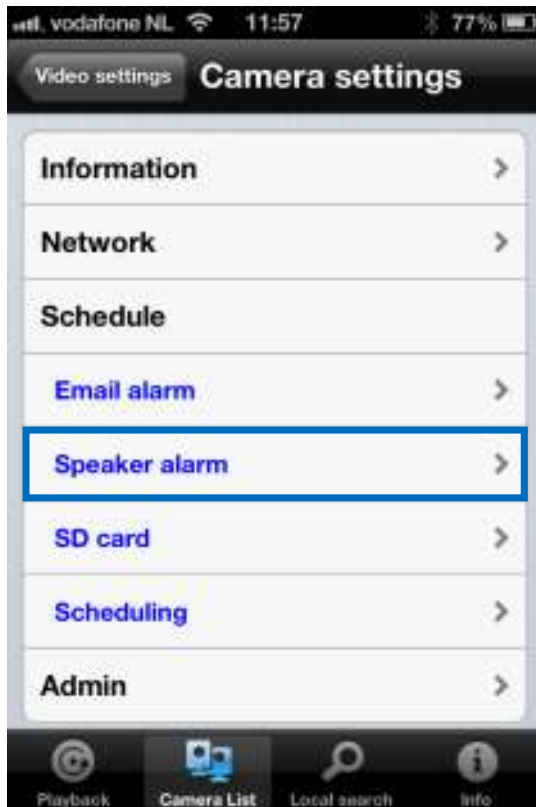 vodafone NL 11:57 77%
Video settings Camera settings
Information
Network
Schedule
Email alarm
Speaker alarm
SD card
Scheduling
Admin
Playback Camera List Local search Info